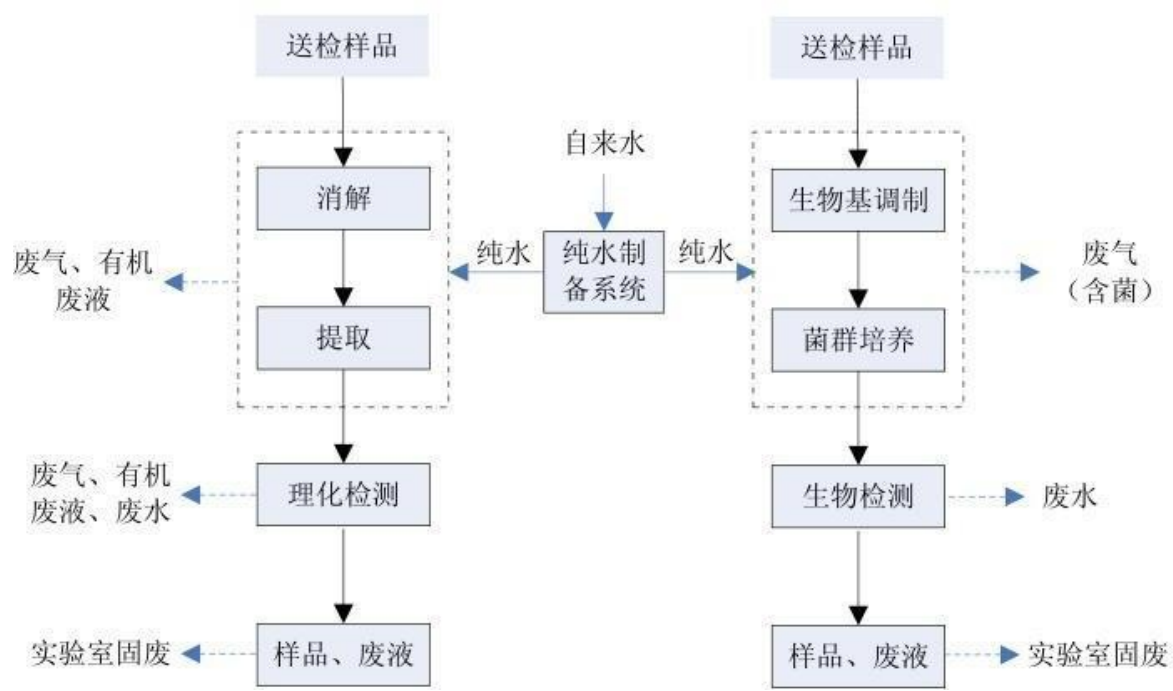 送检样品
送检样品
自来水
消解
生物基调制
纯水
纯水制
备系统
纯水
废气、有机
废液
废气
（含菌）
提取
菌群培养
废气、有机
废液、废水
理化检测
生物检测
废水
实验室固废
样品、废液
样品、废液
实验室固废